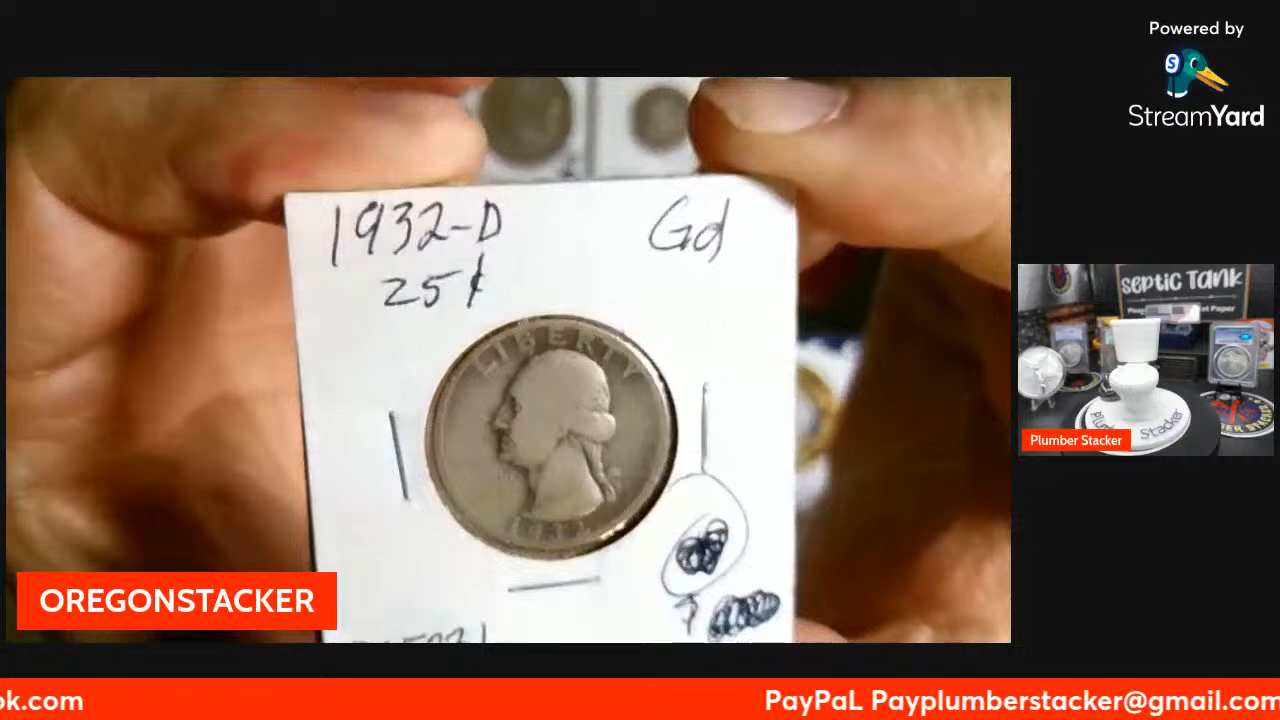 Powered by
StreamYard
1932-D
Gd
25¢
LIBERTY
septic Tank
Plumber Stacker
OREGONSTACKER
ok.com
PayPaL Payplumberstacker@gmail.com